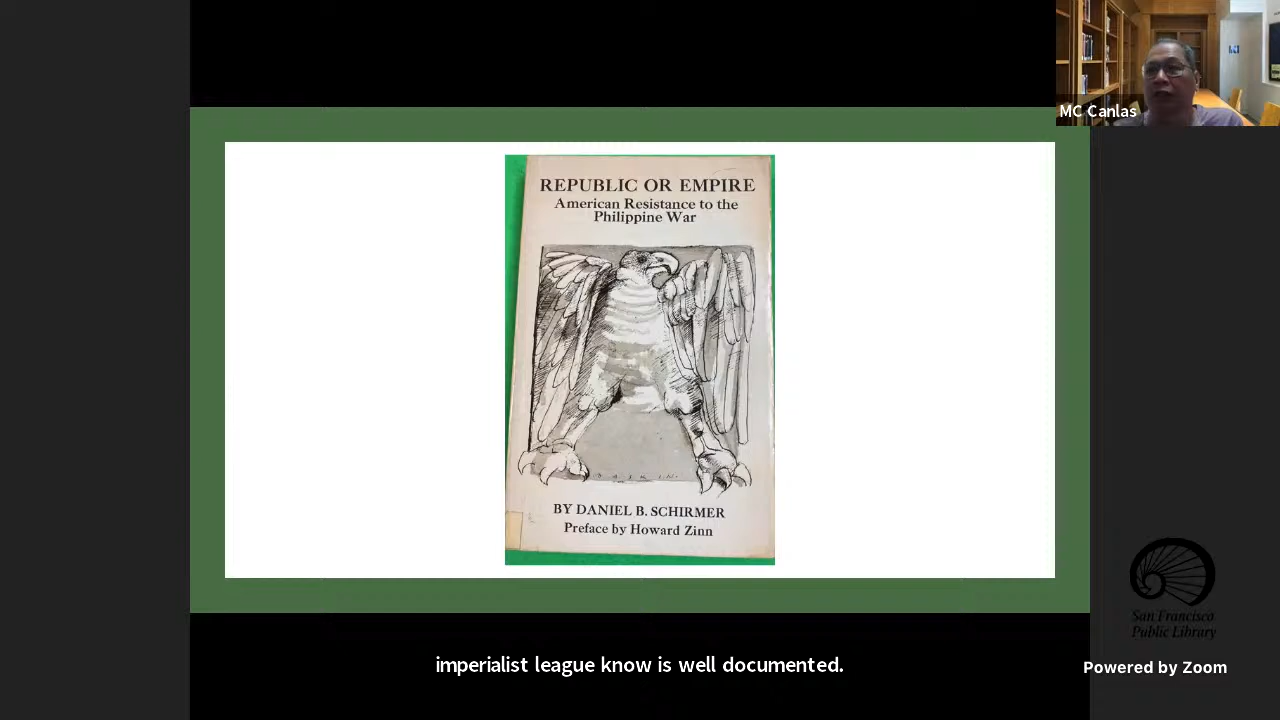 MC Canlas
REPUBLIC OR EMPIRE
American Resistance to the
Philippine War
BASKIN
BY DANIEL B. SCHIRMER
Preface by Howard Zinn
San Francisco
Public Library
imperialist league know is well documented.
Powered by Zoom